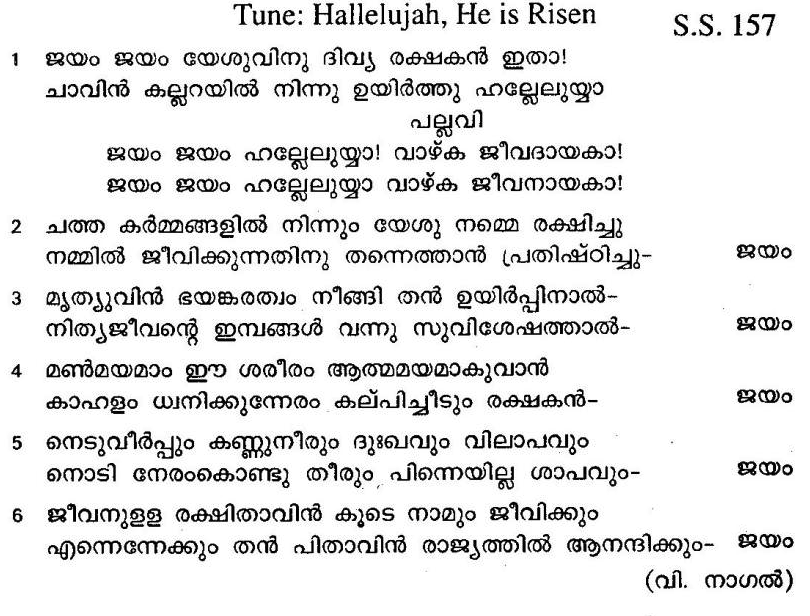 Tune: Hallelujah, He is Risen
S.S. 157
1 ജയം ജയം യേശുവിനു ദിവ്യ രക്ഷകൻ ഇതാ!
ചാവിൻ കല്ലറയിൽ നിന്നു ഉയിർത്തു ഹല്ലേലുയ്യാ
പല്ലവി
ജയം ജയം ഹല്ലേലുയ്യാ! വാഴ്ക ജീവദായകാ!
ജയം ജയം ഹല്ലേലുയ്യാ വാഴ്ക ജീവനായകാ!
2 ചത്ത കർമ്മങ്ങളിൽ നിന്നും യേശു നമ്മെ രക്ഷിച്ചു
നമ്മിൽ ജീവിക്കുന്നതിനു തന്നെത്താൻ പ്രതിഷ്ഠിച്ചു- ജയം
3 മൃത്യുവിൻ ഭയങ്കരത്വം നീങ്ങി തൻ ഉയിർപ്പിനാൽ-
നിത്യജീവന്റെ ഇമ്പങ്ങൾ വന്നു സുവിശേഷത്താൽ- ജയം
4 മൺമയമാം ഈ ശരീരം ആത്മമയമാകുവാൻ
കാഹളം ധ്വനിക്കുന്നേരം കല്പിച്ചീടും രക്ഷകൻ- ജയം
5 നെടുവീർപ്പും കണ്ണുനീരും ദുഃഖവും വിലാപവും
നൊടി നേരംകൊണ്ടു തീരും പിന്നെയില്ല ശാപവും- ജയം
6 ജീവനുളള രക്ഷിതാവിൻ കൂടെ നാമും ജീവിക്കും
എന്നെന്നേക്കും തൻ പിതാവിൻ രാജ്യത്തിൽ ആനന്ദിക്കും- ജയം
(വി. നാഗൽ)